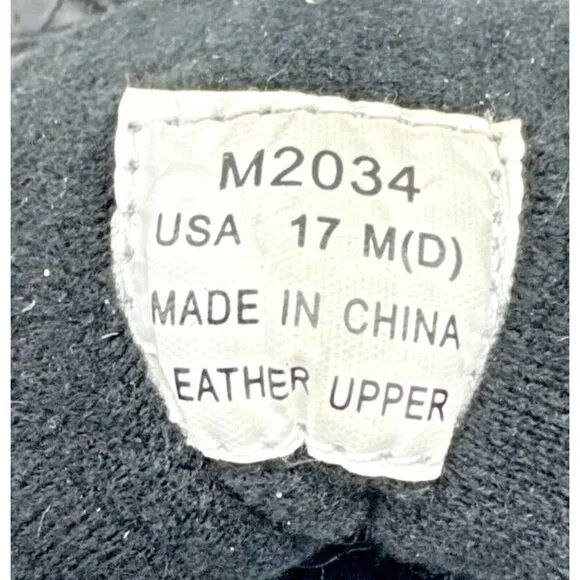 M2034
USA 17 M(D)
MADE IN CHINA
EATHER UPPER